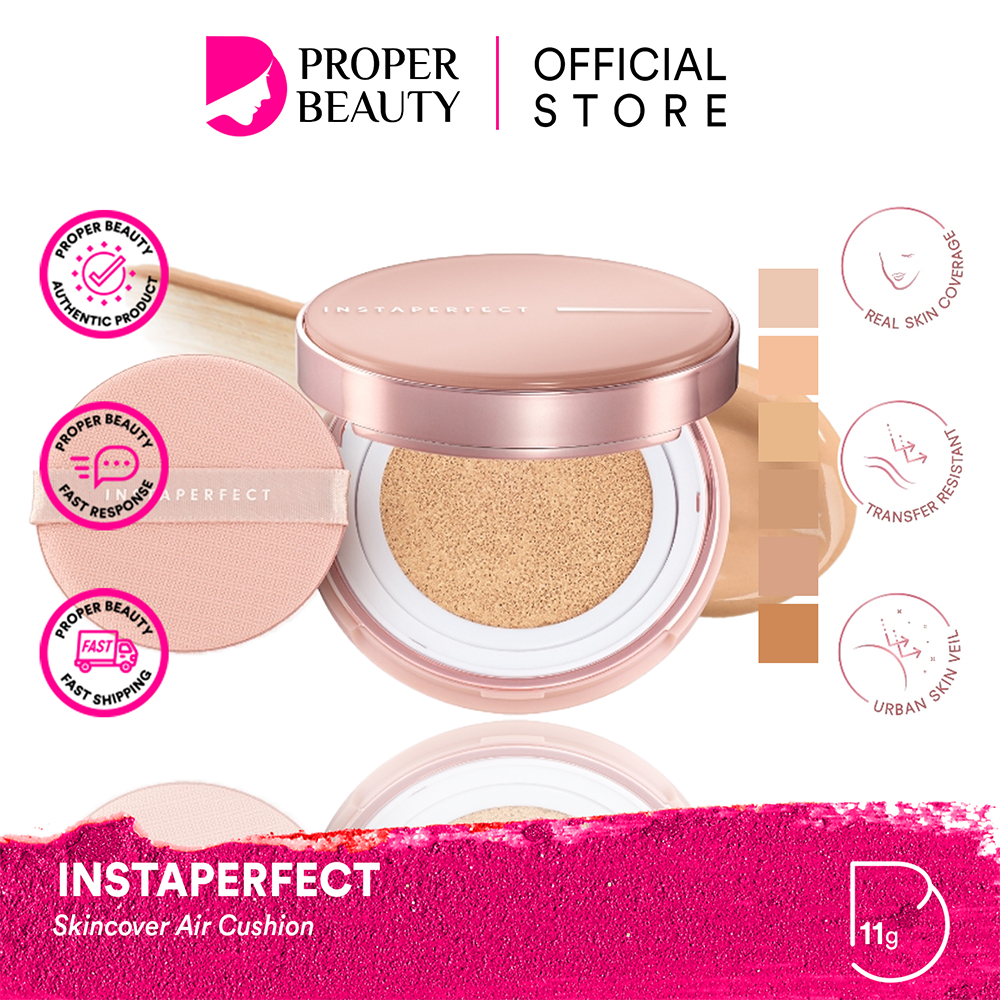 PROPER
BEAUTY
OFFICIAL
STORE
PROPER BEAUTY
AUTHENTIC PRODUCT
REAL SKIN COVERAGE
INSTAPERFECT
PROPER BEAUTY
FAST RESPONSE
INSTAPERFECT
TRANSFER RESISTANT
PROPER BEAUTY
FAST
FAST SHIPPING
URBAN SKIN VEIL
INSTAPERFECT
Skincover Air Cushion
11g